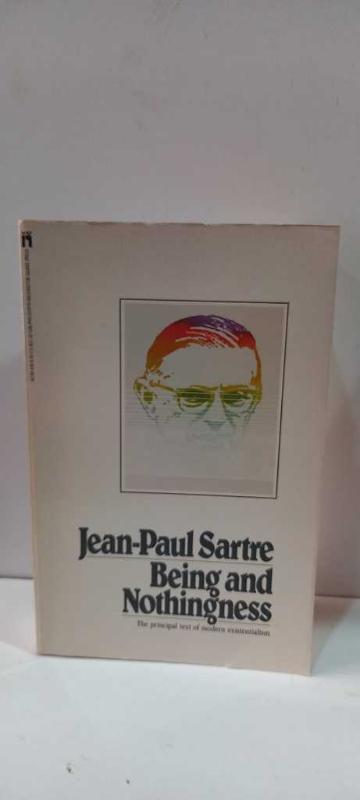 Jean-Paul Sartre
Being and
Nothingness
The principal text of modern existentialism